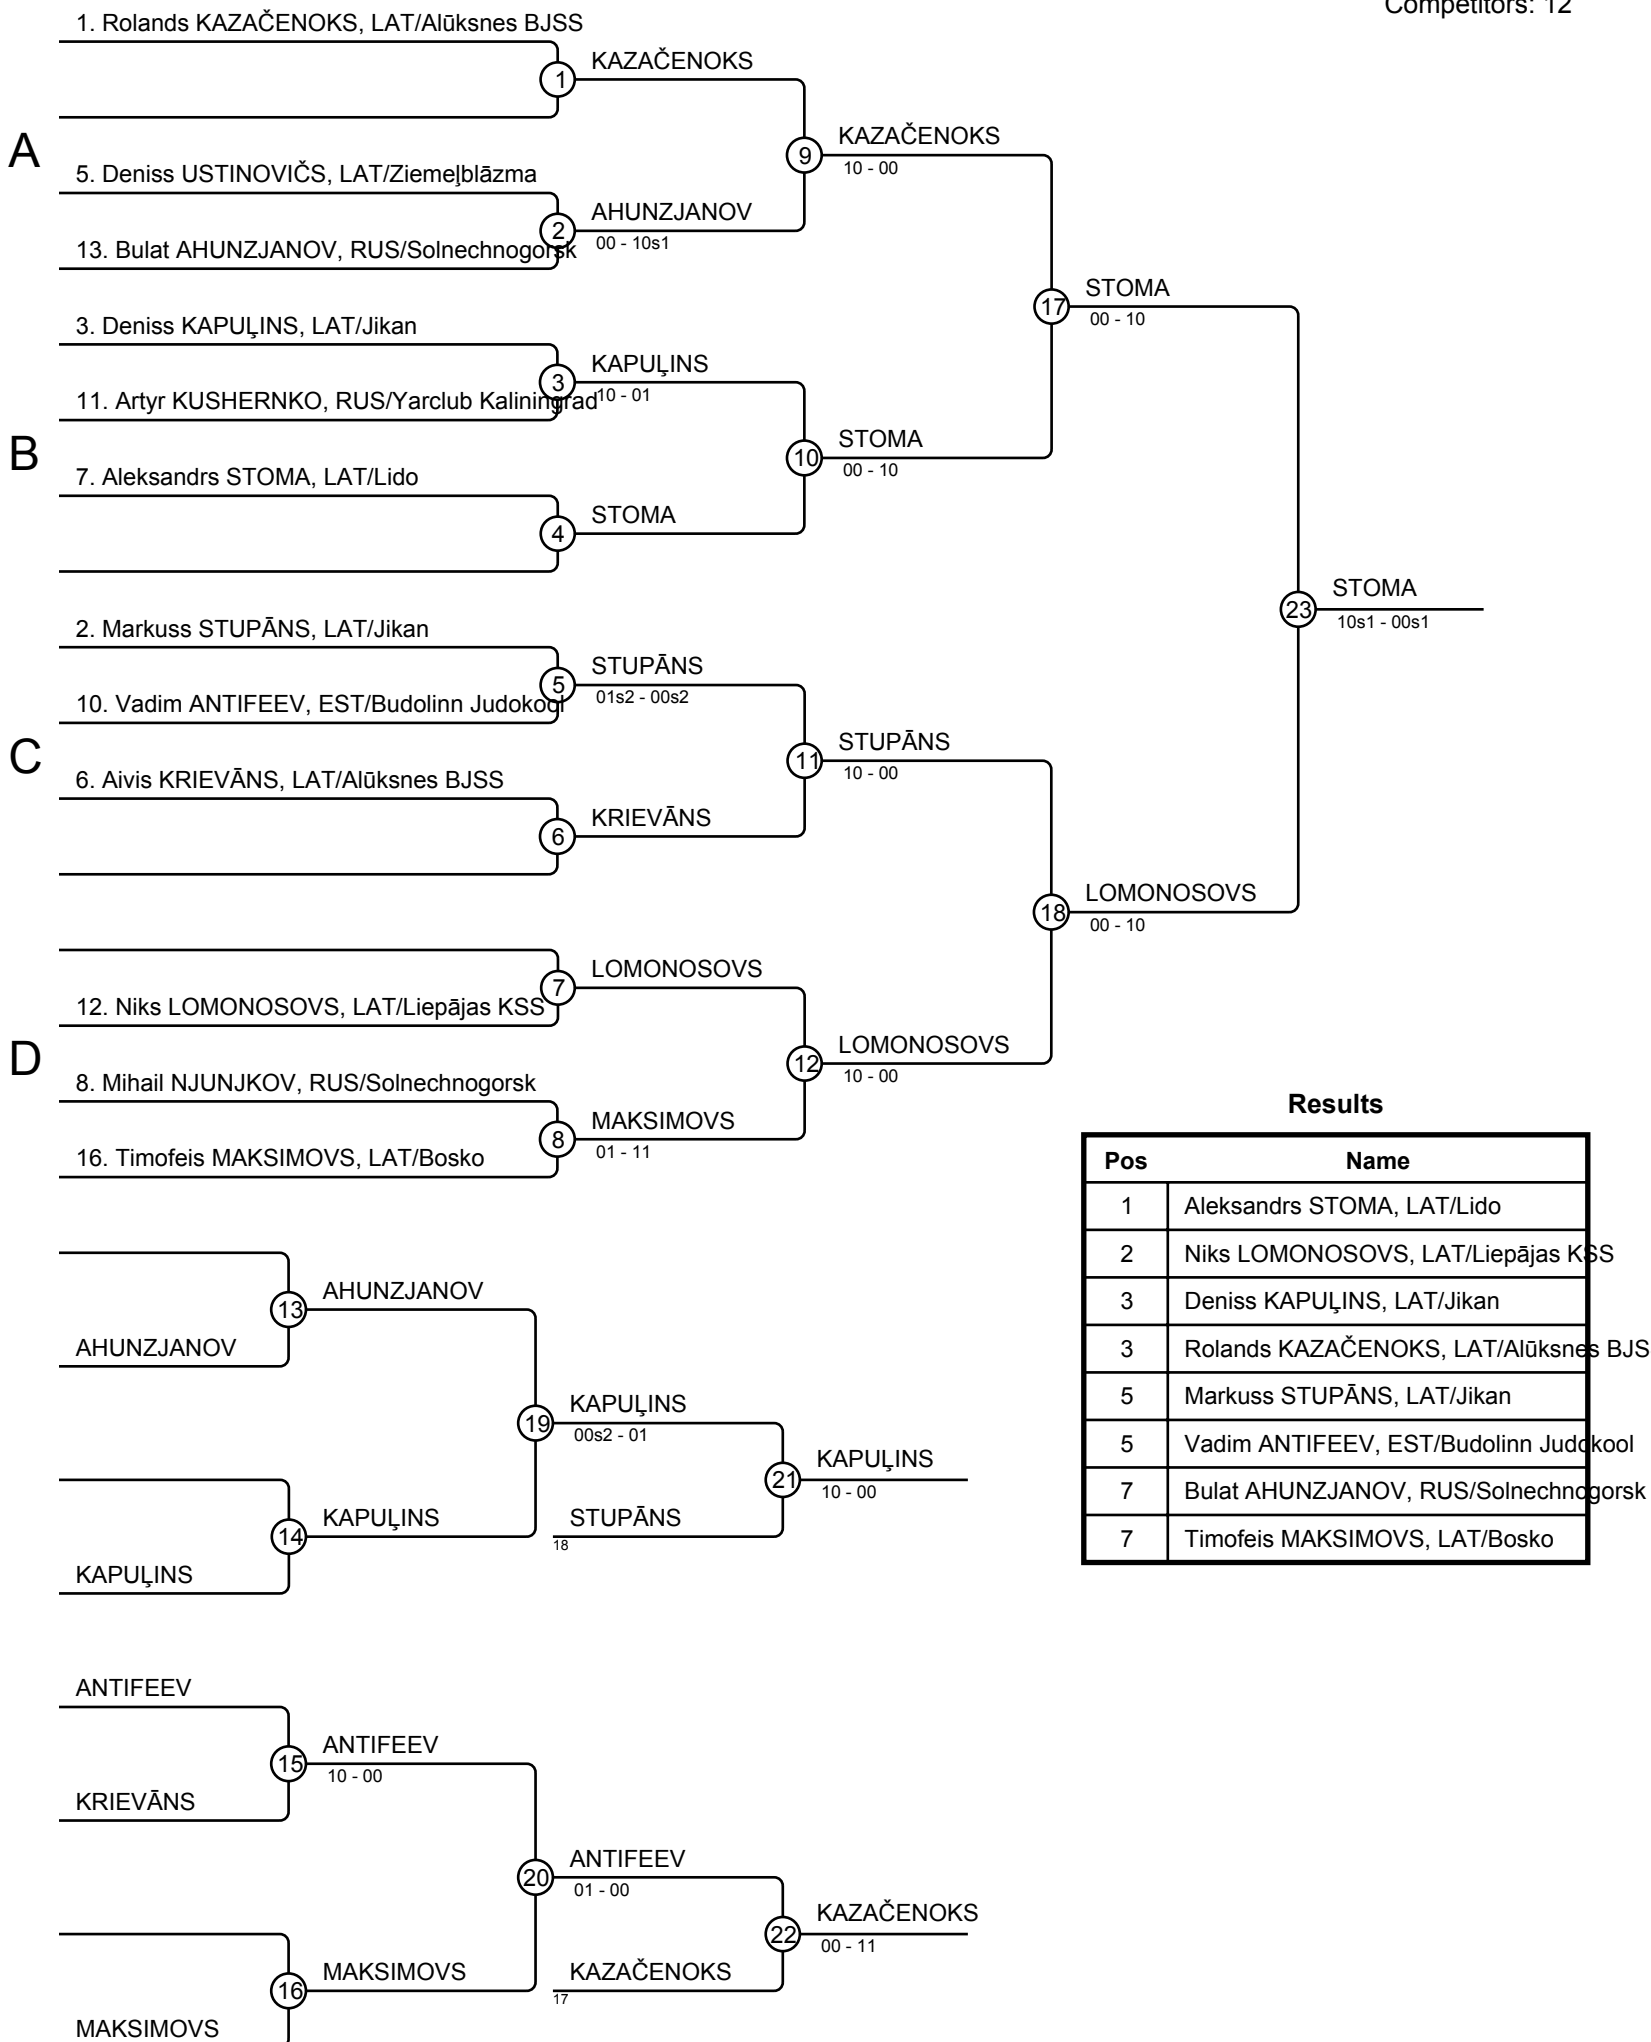 Competitors: 12
1. Rolands KAZAČENOKS, LAT/Alūksnes BJSS
KAZAČENOKS
1
A
KAZAČENOKS
9
10 - 00
5. Deniss USTINOVIČS, LAT/Ziemeļblāzma
AHUNZJANOV
2
00 - 10s1
13. Bulat AHUNZJANOV, RUS/Solnechnogorsk
STOMA
17
00 - 10
3. Deniss KAPUĻINS, LAT/Jikan
KAPUĻINS
3
10 - 01
11. Artyr KUSHERNKO, RUS/Yarclub Kaliningrad
B
STOMA
10
00 - 10
7. Aleksandrs STOMA, LAT/Lido
STOMA
4
STOMA
23
10s1 - 00s1
2. Markuss STUPĀNS, LAT/Jikan
STUPĀNS
5
01s2 - 00s2
10. Vadim ANTIFEEV, EST/Budolinn Judokool
C
STUPĀNS
11
10 - 00
6. Aivis KRIEVĀNS, LAT/Alūksnes BJSS
KRIEVĀNS
6
LOMONOSOVS
18
00 - 10
LOMONOSOVS
7
12. Niks LOMONOSOVS, LAT/Liepājas KSS
D
LOMONOSOVS
12
10 - 00
8. Mihail NJUNJKOV, RUS/Solnechnogorsk
MAKSIMOVS
8
01 - 11
16. Timofeis MAKSIMOVS, LAT/Bosko
Results
Pos Name
1 Aleksandrs STOMA, LAT/Lido
2 Niks LOMONOSOVS, LAT/Liepājas KSS
3 Deniss KAPUĻINS, LAT/Jikan
3 Rolands KAZAČENOKS, LAT/Alūksnes BJS
5 Markuss STUPĀNS, LAT/Jikan
5 Vadim ANTIFEEV, EST/Budolinn Judokool
7 Bulat AHUNZJANOV, RUS/Solnechnogorsk
7 Timofeis MAKSIMOVS, LAT/Bosko
AHUNZJANOV
13
AHUNZJANOV
KAPUĻINS
19
00s2 - 01
KAPUĻINS
21
10 - 00
KAPUĻINS
14
STUPĀNS
18
KAPUĻINS
ANTIFEEV
ANTIFEEV
15
10 - 00
KRIEVĀNS
ANTIFEEV
20
01 - 00
KAZAČENOKS
22
00 - 11
MAKSIMOVS
16
KAZAČENOKS
17
MAKSIMOVS